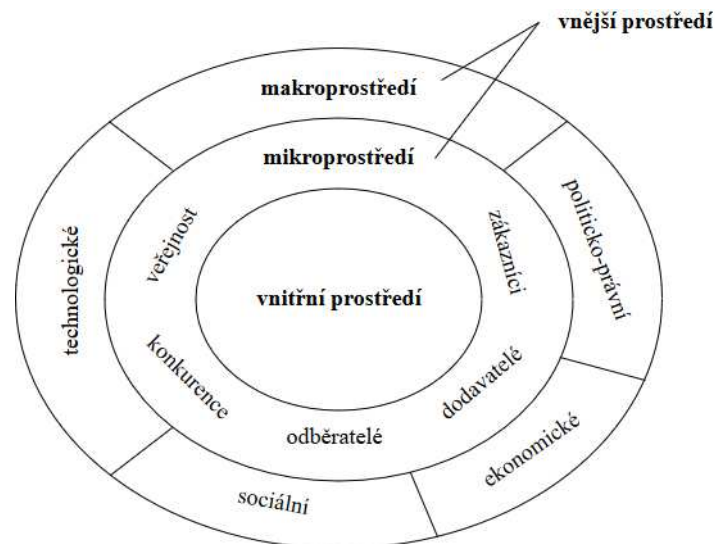 vnější prostředí
makroprostředí
mikroprostředí
technologické
veřejnost
zákazníci
politicko-právní
vnitřní prostředí
konkurence
dodavatelé
odběratelé
ekonomické
sociální